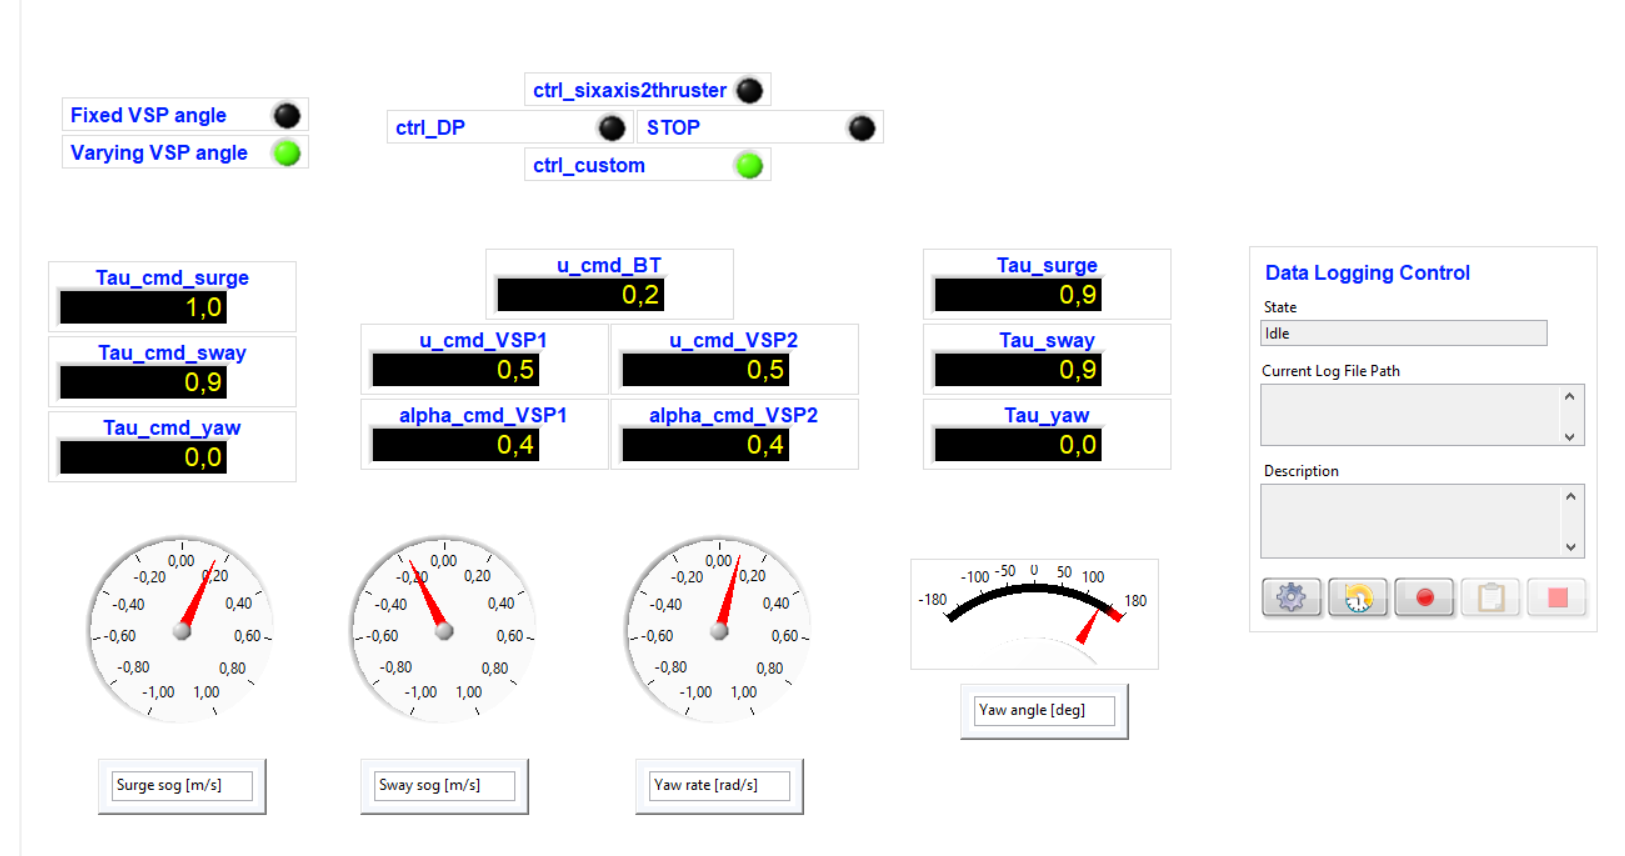 ctrl_sixaxis2thruster
Fixed VSP angle
ctrl_DP
STOP
Varying VSP angle
ctrl_custom
Tau_cmd_surge
1,0
Tau_cmd_sway
0,9
Tau_cmd_yaw
0,0
u_cmd_BT
0,2
u_cmd_VSP1
0,5
u_cmd_VSP2
0,5
alpha_cmd_VSP1
0,4
alpha_cmd_VSP2
0,4
Tau_surge
0,9
Tau_sway
0,9
Tau_yaw
0,0
Data Logging Control
State
Idle
Current Log File Path
Description
0,00
-0,20 0,20
-0,40 0,40
-0,60 0,60
-0,80 0,80
-1,00 1,00
Surge sog [m/s]
0,00
-0,20 0,20
-0,40 0,40
-0,60 0,60
-0,80 0,80
-1,00 1,00
Sway sog [m/s]
0,00
-0,20 0,20
-0,40 0,40
-0,60 0,60
-0,80 0,80
-1,00 1,00
Yaw rate [rad/s]
-180 -100 -50 0 50 100 180
Yaw angle [deg]